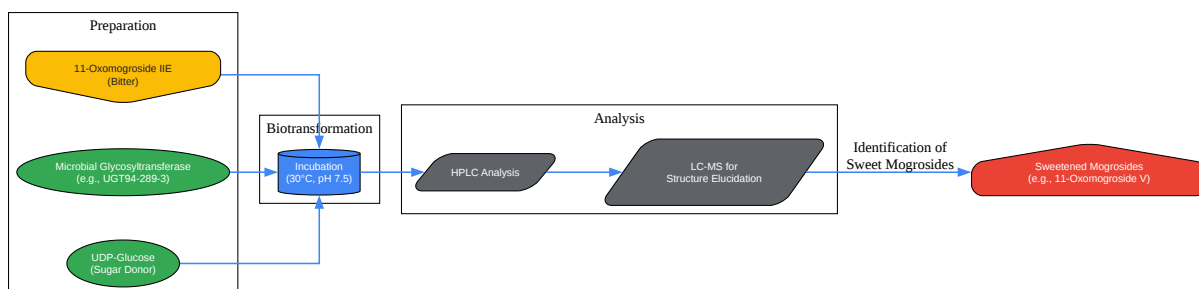 Preparation
11-Oxomogroside IIE
(Bitter)
Microbial Glycosyltransferase
(e.g., UGT94-289-3)
UDP-Glucose
(Sugar Donor)
Biotransformation
Incubation
(30°C, pH 7.5)
Analysis
HPLC Analysis
LC-MS for
Structure Elucidation
Identification of
Sweet Mogrosides
Sweetened Mogrosides
(e.g., 11-Oxomogroside V)